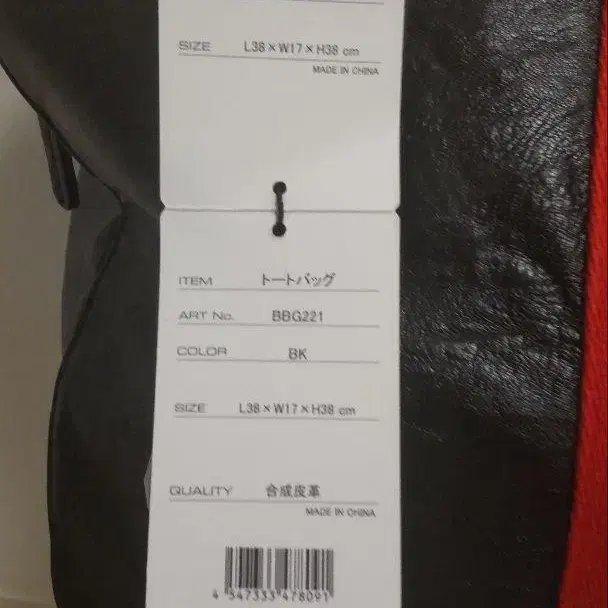 SIZE L38×W17×H38 cm
MADE IN CHINA
ITEM トートバッグ
ART No. BBG221
COLOR BK
SIZE L38×W17×H38 cm
QUALITY 合成皮革
MADE IN CHINA
4 547333 478091